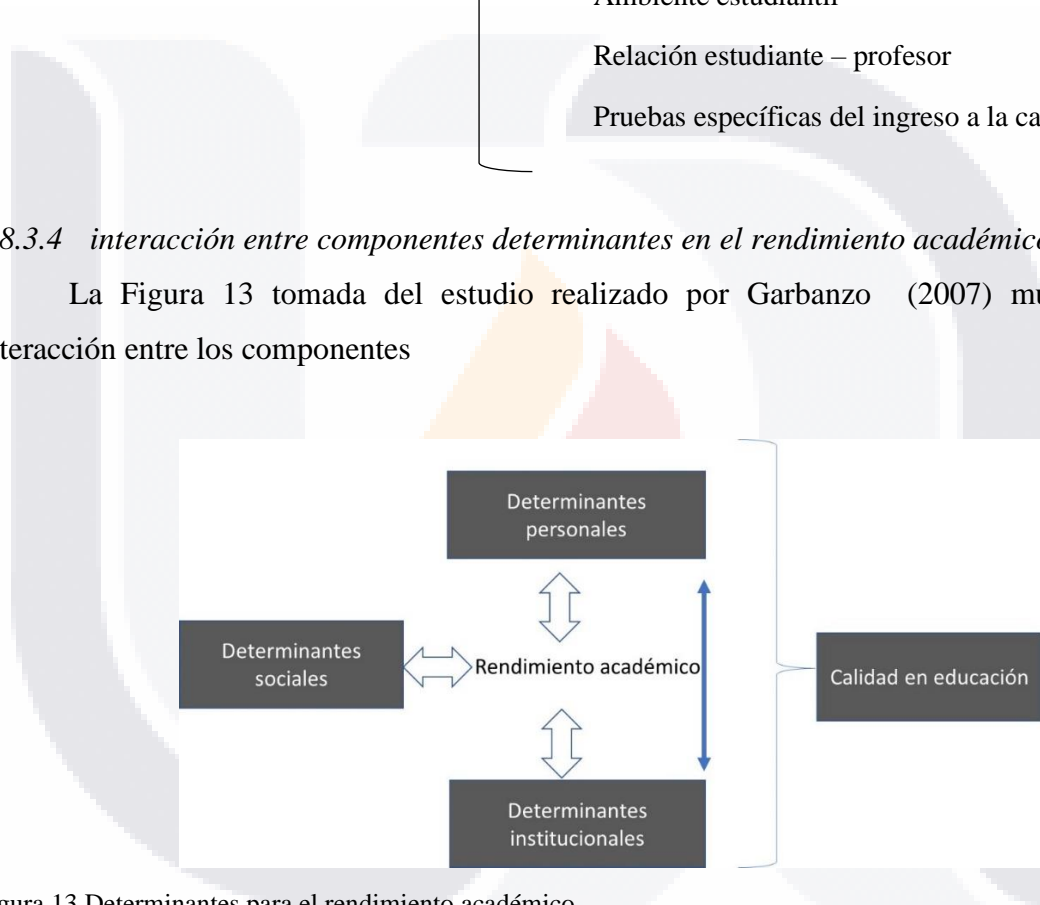 Ambiente estudiantil
Relación estudiante – profesor
Pruebas específicas del ingreso a la ca
8.3.4 interacción entre componentes determinantes en el rendimiento académico
La Figura 13 tomada del estudio realizado por Garbanzo (2007) mu
teracción entre los componentes
Determinantes
personales
Determinantes
sociales
Rendimiento académico
Calidad en educación
Determinantes
institucionales
gura 13 Determinantes para el rendimiento académico